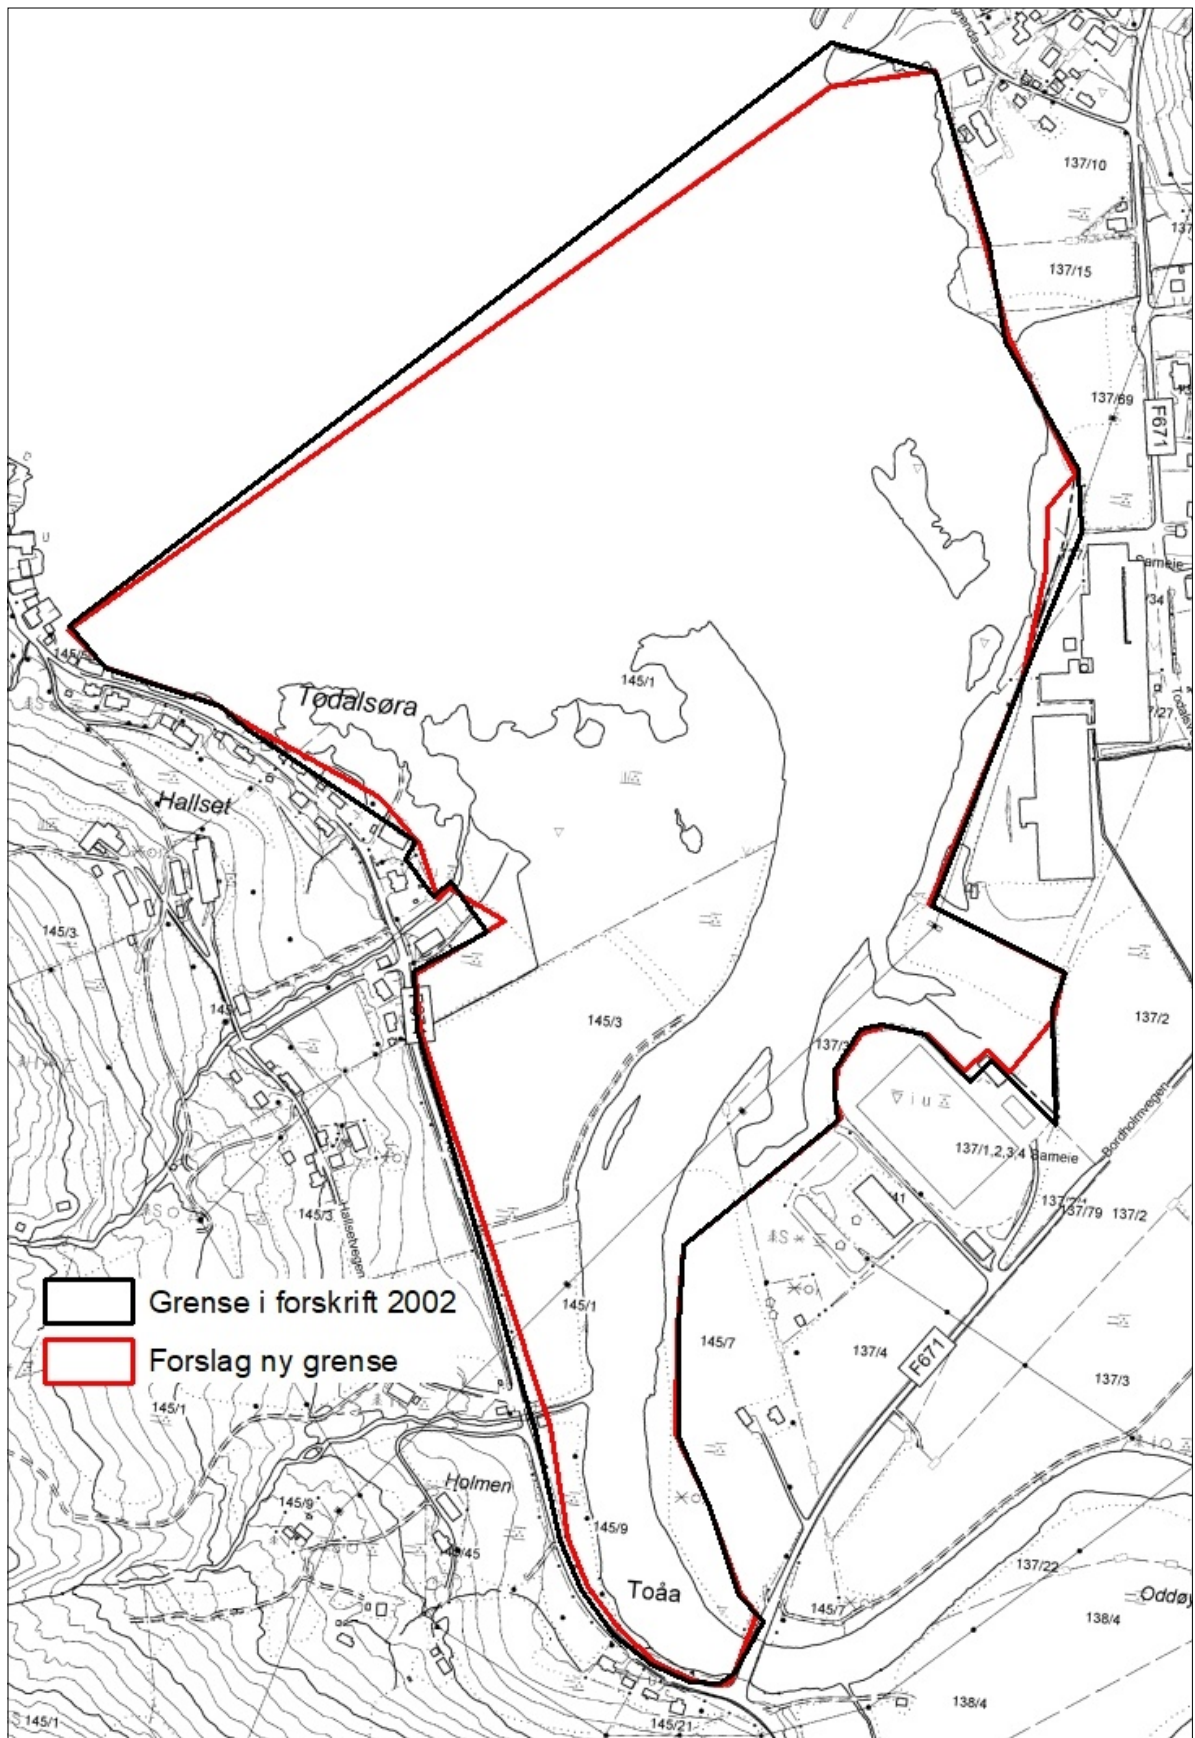 137/10
137/15
137/69
F671
Sameie
/34
145/1
Tødalsøra
7/27
Hallset
145/3
145/3
137/2
137/3
137/1,2,3,4 Sameie
Bordholmvegen
41
137/79
137/2
145/3
Hallsetvegen
Grense i forskrift 2002
145/1
Forslag ny grense
145/7
137/4
F671
137/3
145/1
Holmen
145/9
145/9
137/22
Toåa
145/7
Oddøy
138/4
138/4
145/1
145/21